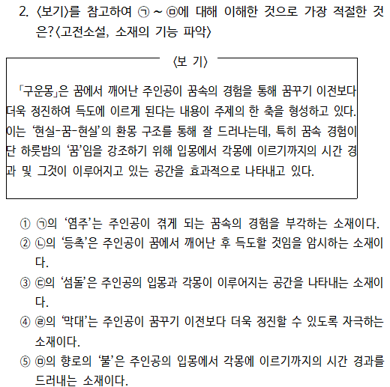 2. <보기>를 참고하여 ㉠~㉤에 대해 이해한 것으로 가장 적절한 것
은?<고전소설, 소재의 기능 파악>
<보 기>
「구운몽」은 꿈에서 깨어난 주인공이 꿈속의 경험을 통해 꿈꾸기 이전보다
더욱 정진하여 득도에 이르게 된다는 내용이 주제의 한 축을 형성하고 있다.
이는 ‘현실-꿈-현실’의 환몽 구조를 통해 잘 드러나는데, 특히 꿈속 경험이
단 하룻밤의 ‘꿈’임을 강조하기 위해 입몽에서 각몽에 이르기까지의 시간 경
과 및 그것이 이루어지고 있는 공간을 효과적으로 나타내고 있다.
① ㉠의 ‘염주’는 주인공이 겪게 되는 꿈속의 경험을 부각하는 소재이다.
② ㉡의 ‘등촉’은 주인공이 꿈에서 깨어난 후 득도할 것임을 암시하는 소재이
다.
③ ㉢의 ‘섬돌’은 주인공의 입몽과 각몽이 이루어지는 공간을 나타내는 소재이
다.
④ ㉣의 ‘막대’는 주인공이 꿈꾸기 이전보다 더욱 정진할 수 있도록 자극하는
소재이다.
⑤ ㉤의 향로의 ‘불’은 주인공의 입몽에서 각몽에 이르기까지의 시간 경과를
드러내는 소재이다.